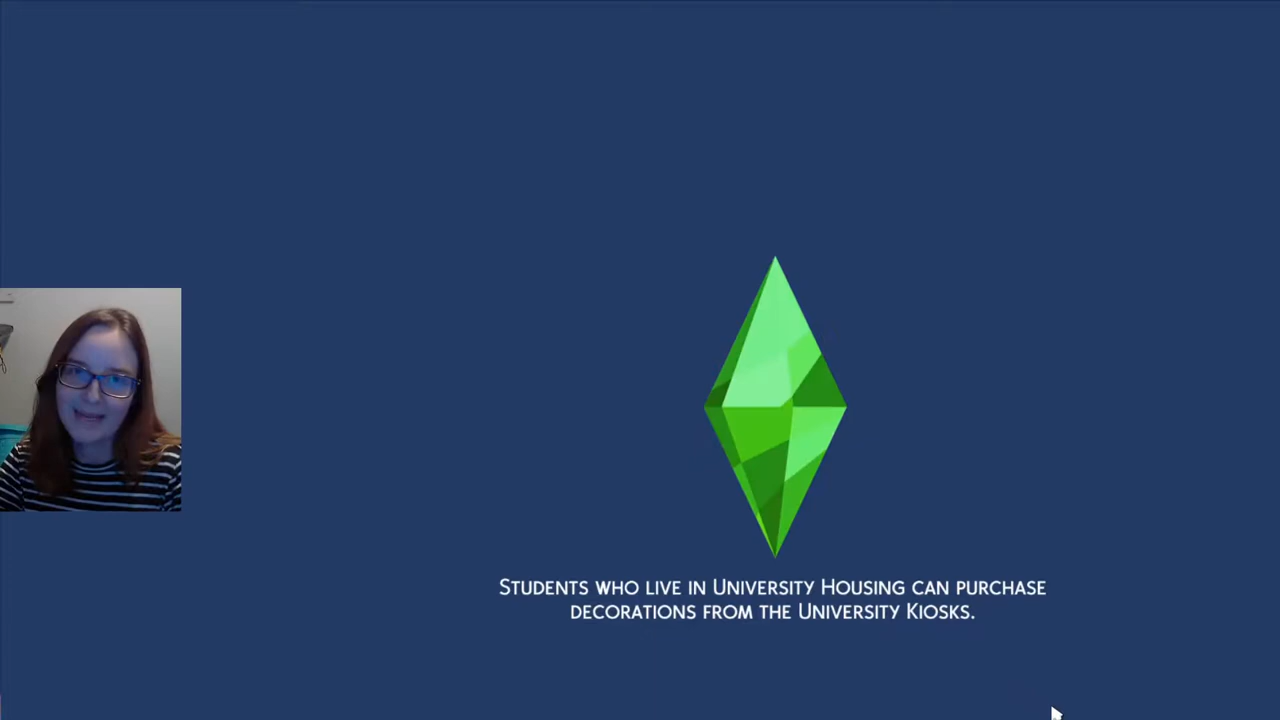 Students who live in University Housing can purchase
decorations from the University Kiosks.